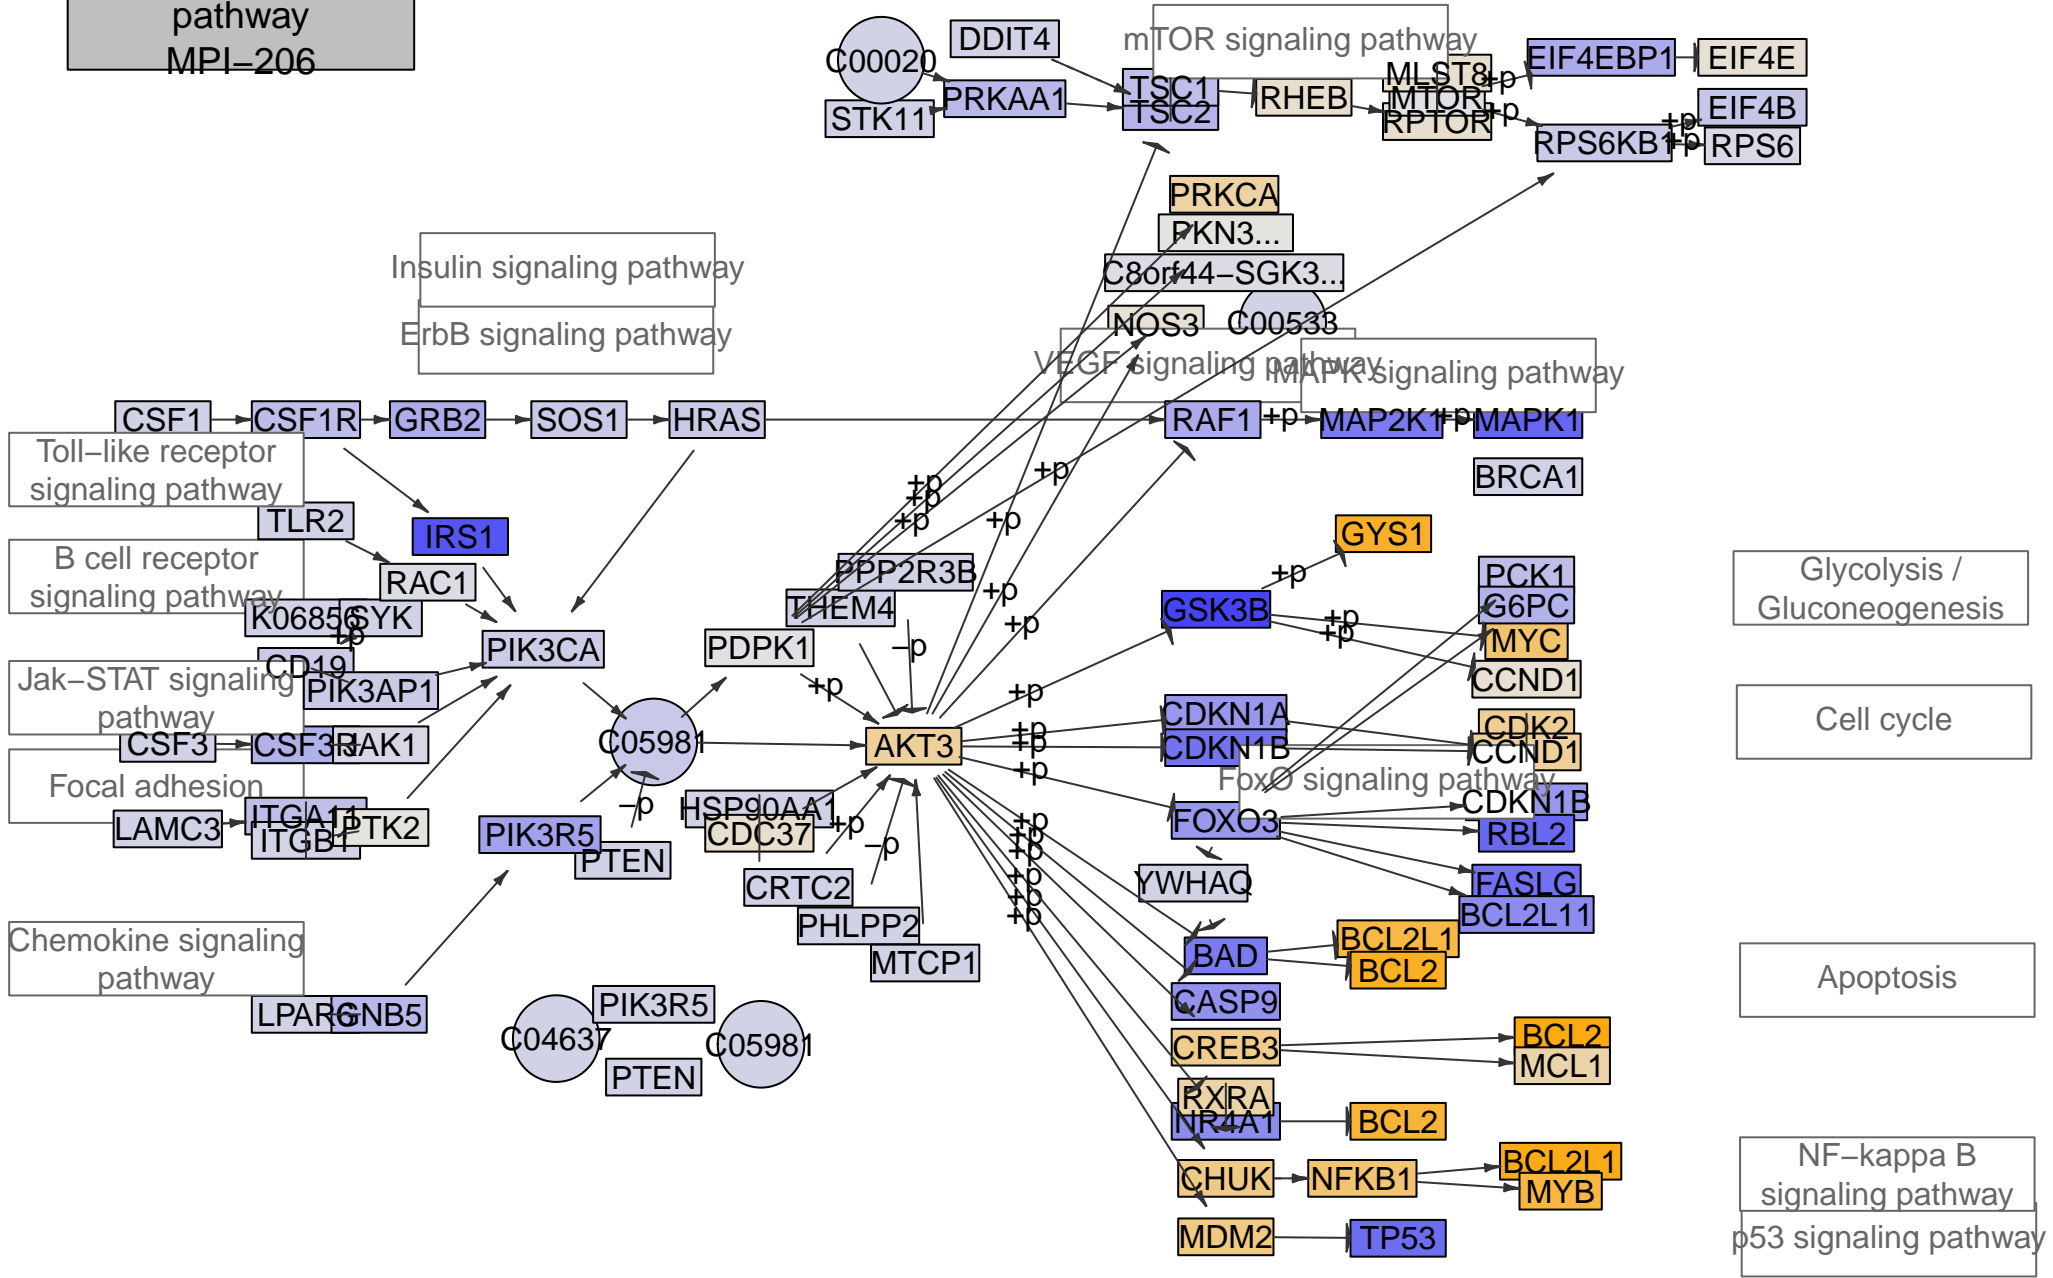 pathway
MPI−206
C00020
DDIT4
STK11
PRKAA1
TSC1
TSC2
mTOR signaling pathway
RHEB
MLST8
MTOR
RPTOR
+p
+p
EIF4EBP1
EIF4E
RPS6KB1
+p
+p
EIF4B
RPS6
PRKCA
PKN3...
C8orf44−SGK3...
NOS3
C00533
VEGF signaling pathway
MAPK signaling pathway
Insulin signaling pathway
ErbB signaling pathway
CSF1
CSF1R
GRB2
SOS1
HRAS
RAF1
+p
MAP2K1
+p
MAPK1
BRCA1
Toll−like receptor
signaling pathway
TLR2
IRS1
B cell receptor
signaling pathway
RAC1
K06856
SYK
+p
CD19
PIK3AP1
PIK3CA
Jak−STAT signaling
pathway
CSF3
CSF3R
JAK1
Focal adhesion
LAMC3
ITGA11
ITGB1
PTK2
Chemokine signaling
pathway
LPAR6
GNB5
C05981
PIK3R5
−p
PTEN
C04637
PIK3R5
PTEN
C05981
PDPK1
+p
THEM4
PPP2R3B
−p
+p
+p
+p
+p
+p
+p
+p
+p
AKT3
HSP90AA1
CDC37
+p
−p
CRTC2
PHLPP2
MTCP1
+p
+p
+p
+p
+p
+p
+p
+p
+p
GSK3B
+p
GYS1
+p
+p
PCK1
G6PC
MYC
CCND1
CDKN1A
CDKN1B
CDK2
CCND1
FoxO signaling pathway
FOXO3
CDKN1B
RBL2
FASLG
BCL2L11
YWHAQ
BAD
BCL2L1
BCL2
CASP9
CREB3
BCL2
MCL1
RXRA
NR4A1
BCL2
CHUK
NFKB1
BCL2L1
MYB
MDM2
TP53
Glycolysis /
Gluconeogenesis
Cell cycle
Apoptosis
NF−kappa B
signaling pathway
p53 signaling pathway